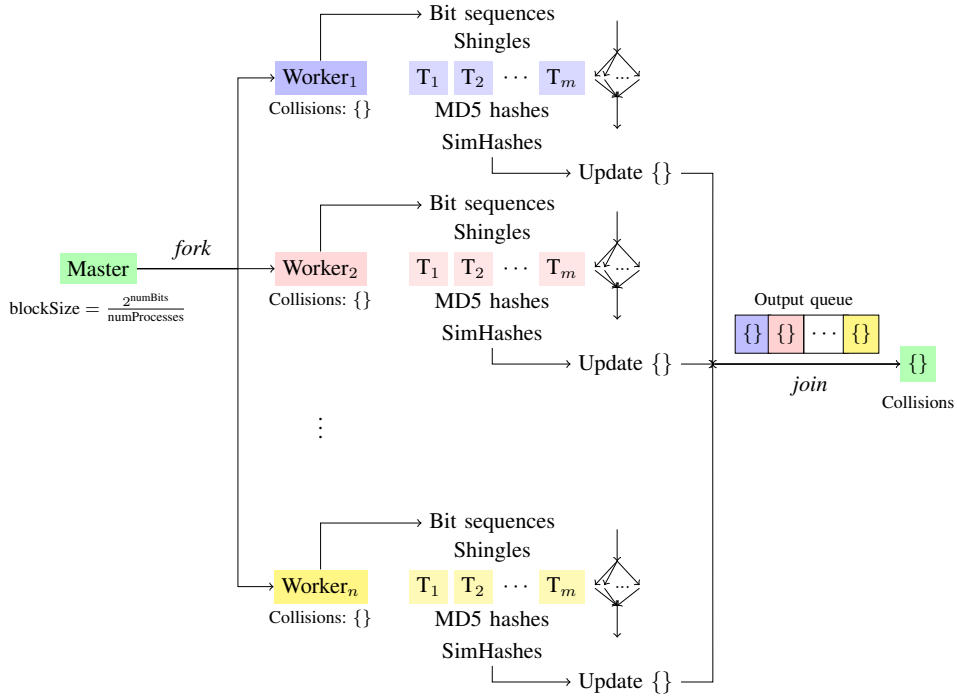 Bit sequences
Shingles
Worker₁ T₁ T₂ ··· Tₘ ...
Collisions: {} MD5 hashes
SimHashes
Update {}
Bit sequences
fork Shingles
Master Worker₂ T₁ T₂ ··· Tₘ ...
blockSize = 2^numBits / numProcesses Collisions: {} MD5 hashes Output queue
SimHashes {} {} ··· {}
Update {} {}
join
Collisions
⋮
Bit sequences
Shingles
Workerₙ T₁ T₂ ··· Tₘ ...
Collisions: {} MD5 hashes
SimHashes
Update {}